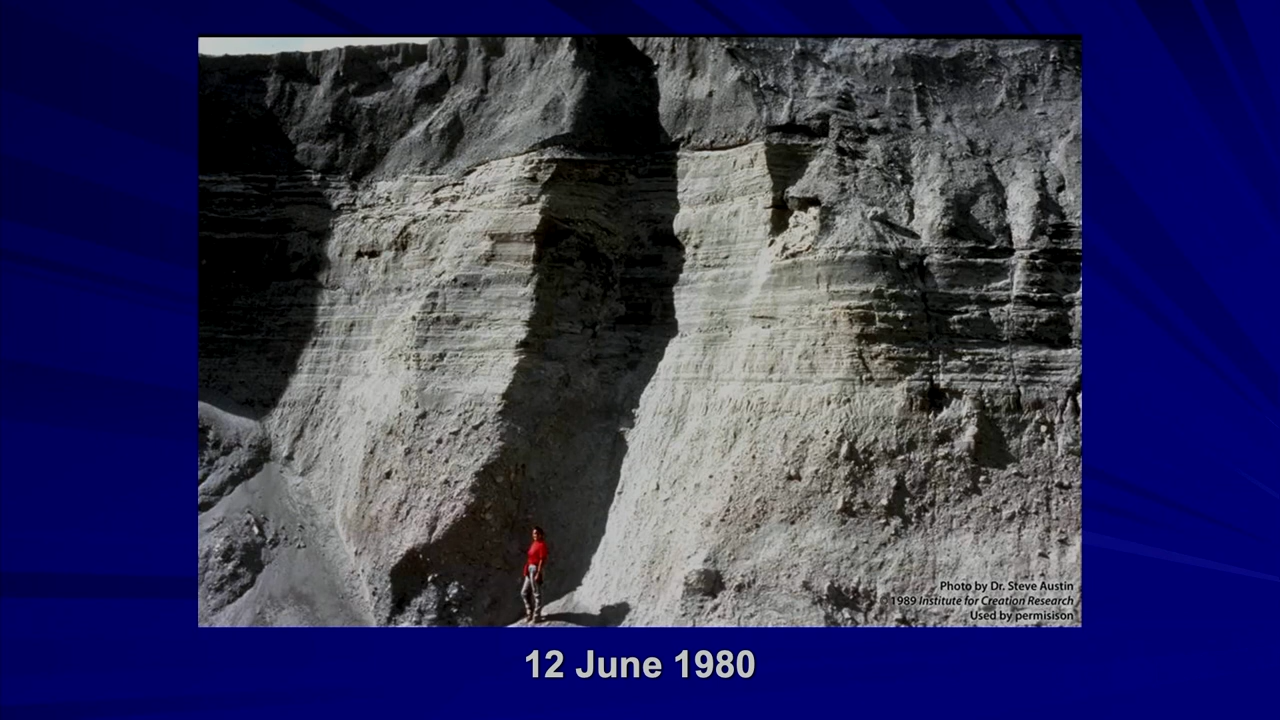 Photo by Dr. Steve Austin
1989 Institute for Creation Research
Used by permisison
12 June 1980